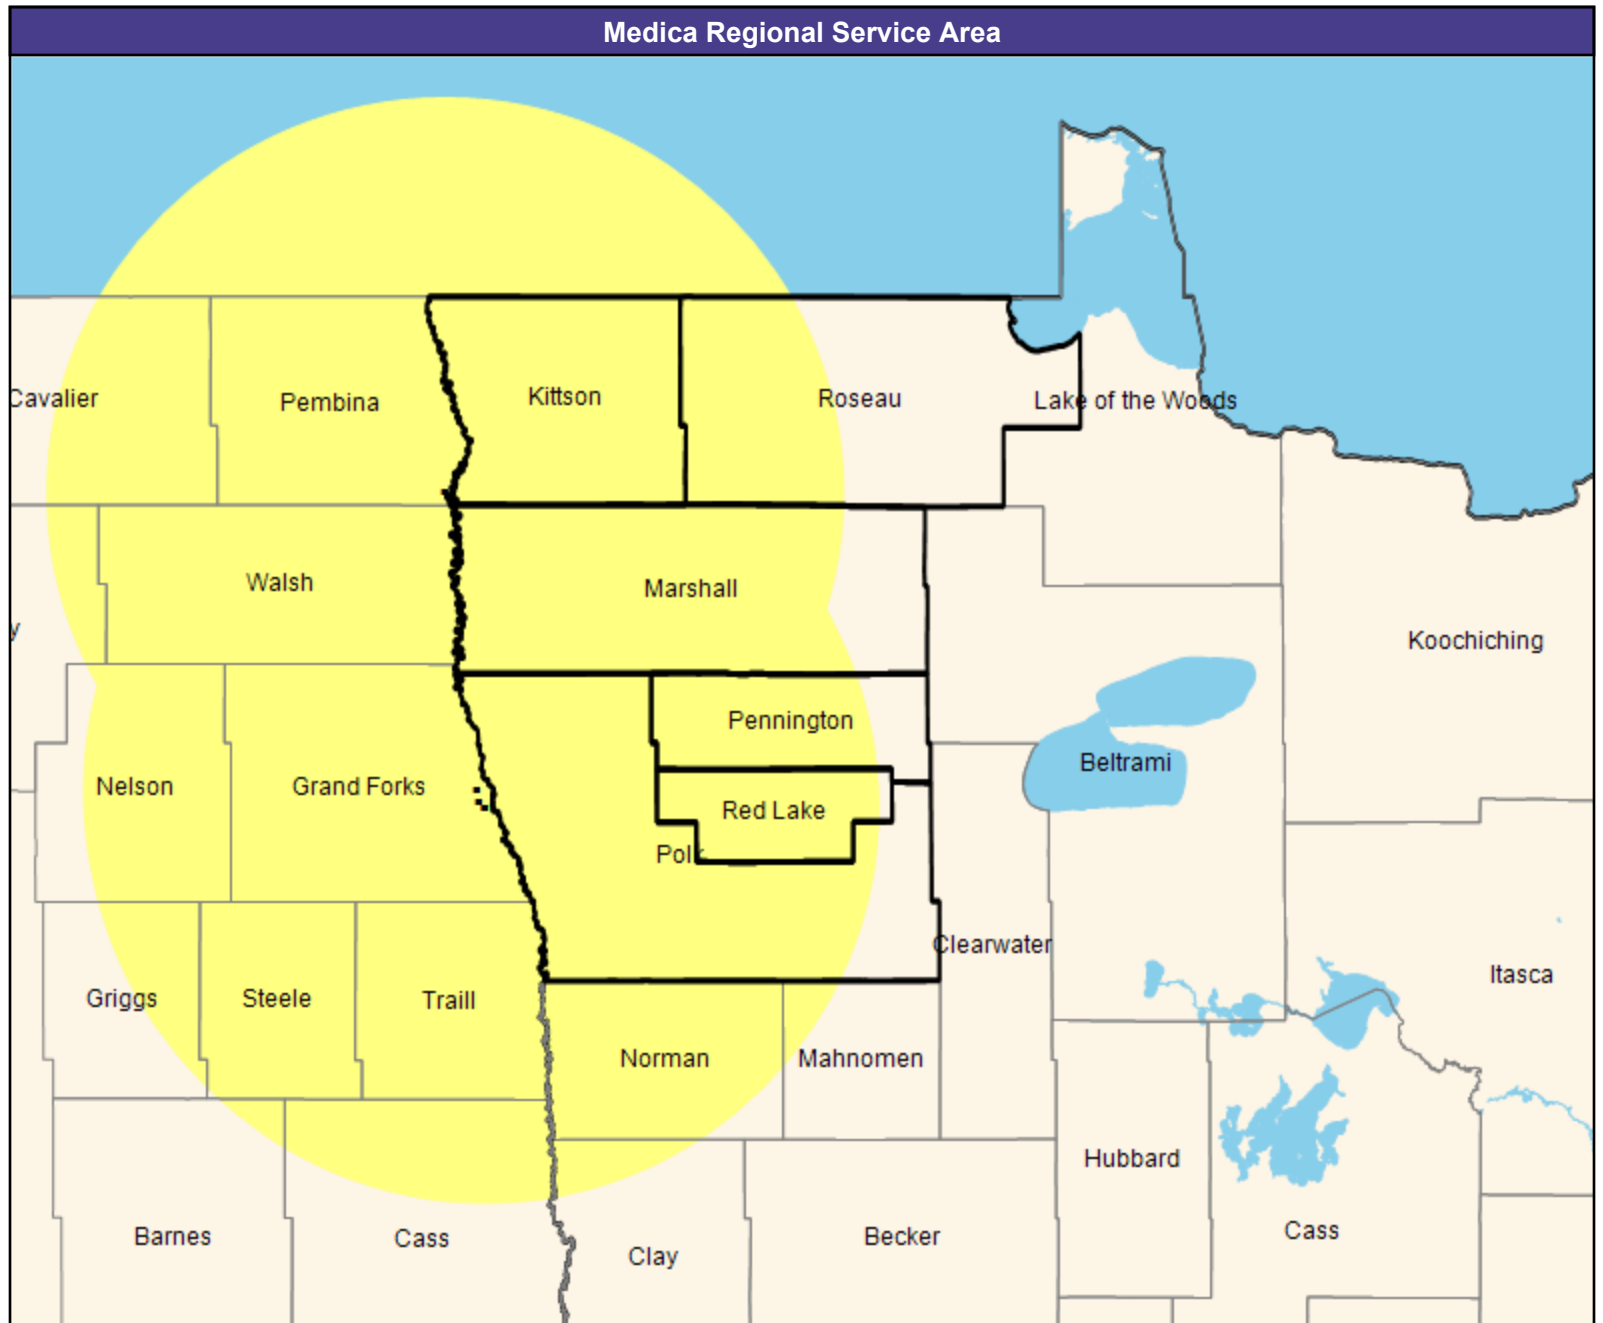 Medica Regional Service Area
Cavalier
Pembina
Kittson
Roseau
Lake of the Woods
Walsh
Marshall
y
Koochiching
Pennington
Nelson
Grand Forks
Beltrami
Red Lake
Polk
Clearwater
Griggs
Steele
Traill
Itasca
Norman
Mahnomen
Hubbard
Barnes
Cass
Clay
Becker
Cass